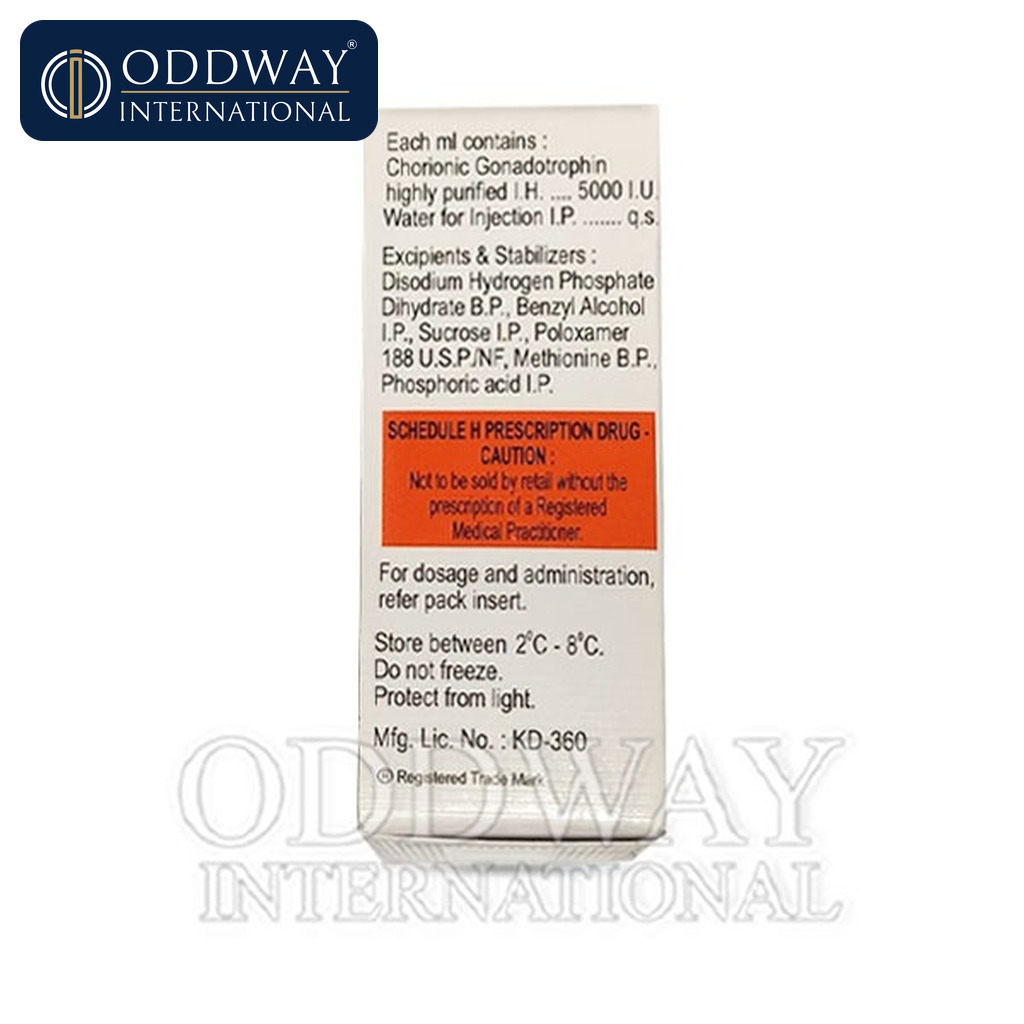 ODDWAY®
INTERNATIONAL
Each ml contains :
Chorionic Gonadotrophin
highly purified I.H. .... 5000 I.U.
Water for Injection I.P. ....... q.s.
Excipients & Stabilizers :
Disodium Hydrogen Phosphate
Dihydrate B.P., Benzyl Alcohol
I.P., Sucrose I.P., Poloxamer
188 U.S.P./NF, Methionine B.P.,
Phosphoric acid I.P.
SCHEDULE H PRESCRIPTION DRUG -
CAUTION :
Not to be sold by retail without the
prescription of a Registered
Medical Practitioner.
For dosage and administration,
refer pack insert.
Store between 2°C - 8°C.
Do not freeze.
Protect from light.
Mfg. Lic. No. : KD-360
® Registered Trade Mark
ODDWAY
INTERNATIONAL